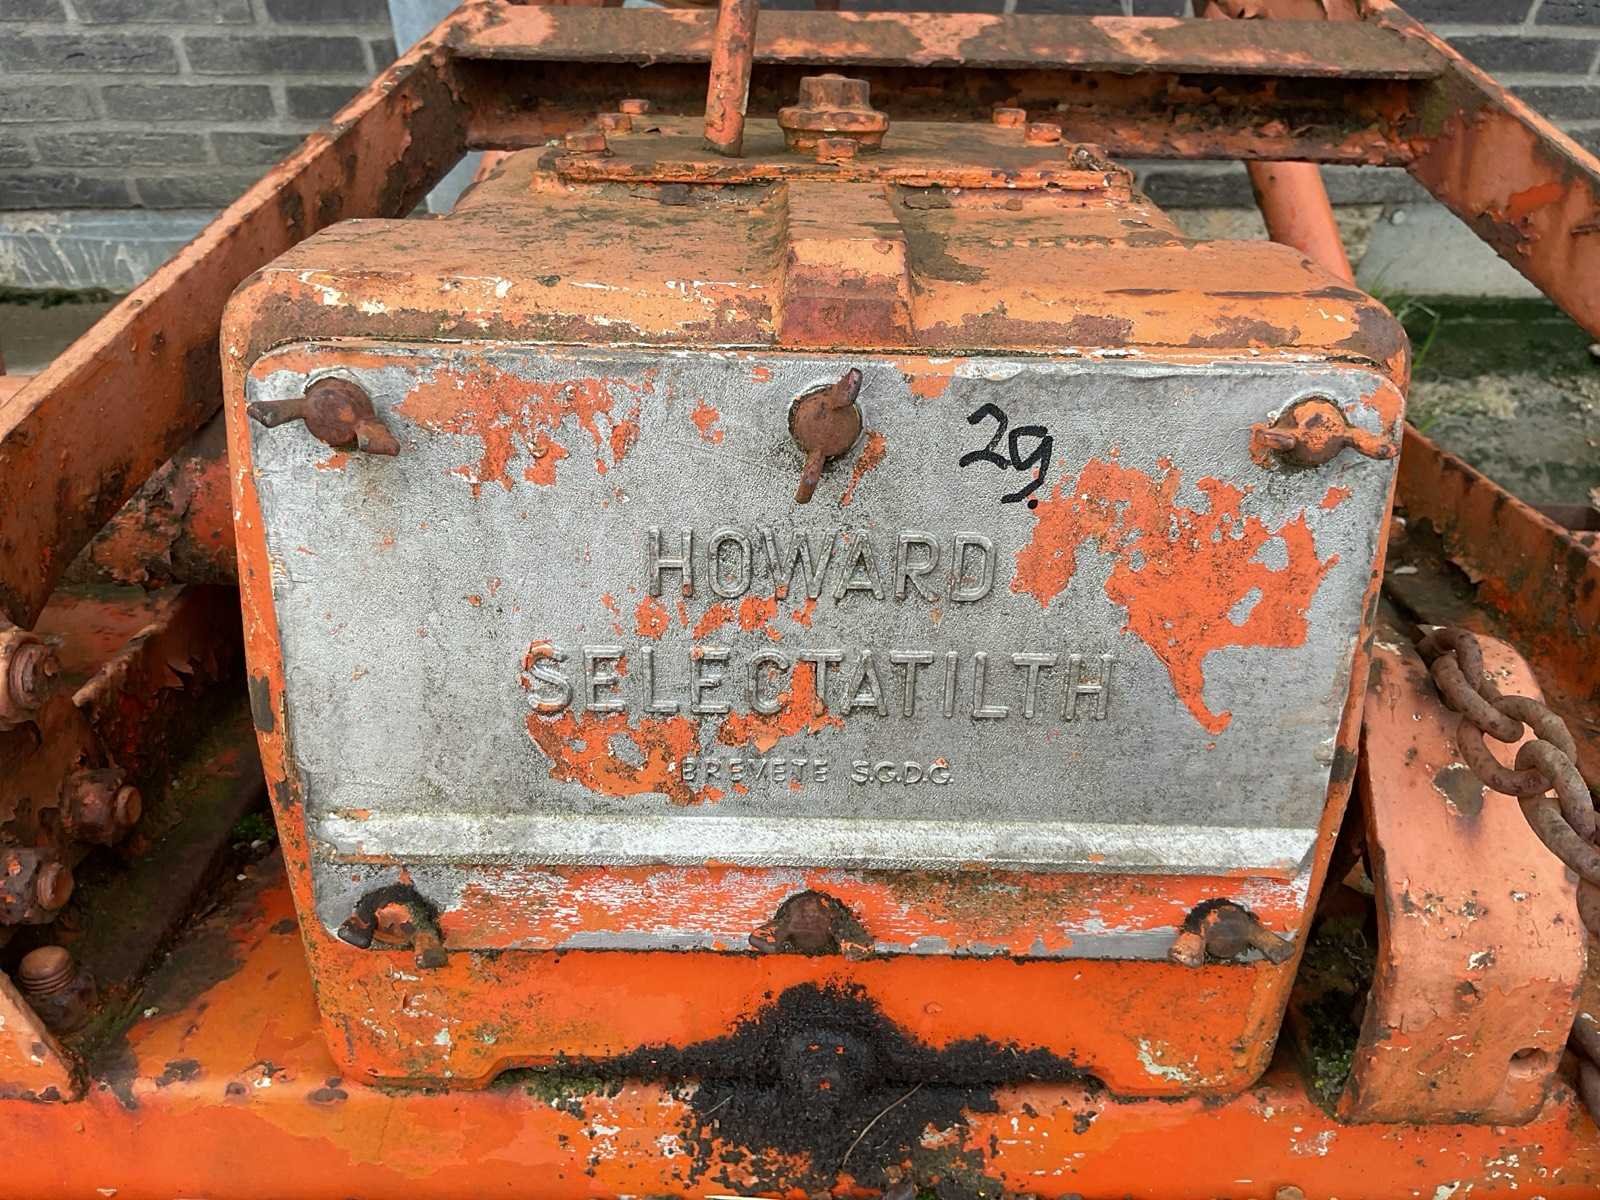 29.
HOWARD
SELECTATILTH
BREVETE S.G.D.G.